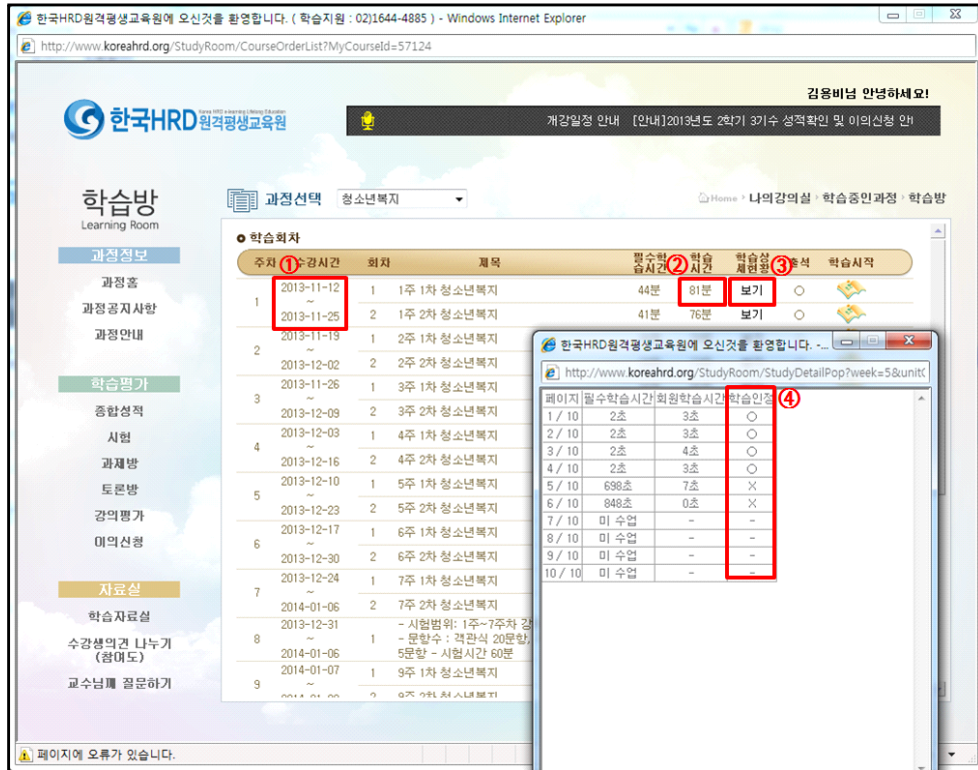 한국HRD원격평생교육원에 오신것을 환영합니다. ( 학습지원 : 02)1644-4885 ) - Windows Internet Explorer
http://www.koreahrd.org/StudyRoom/CourseOrderList?MyCourseId=57124
김용비님 안녕하세요!
한국HRD원격평생교육원
개강일정 안내 [안내]2013년도 2학기 3기수 성적확인 및 이의신청 안
학습방
Learning Room
과정선택 청소년복지
Home > 나의강의실 > 학습중인과정 > 학습방
학습회차
주차 ① 수강시간 회차 제목 필수학습시간 ② 학습시간 학습상세현황 ③ 출석 학습시작
1 2013-11-12 ~ 2013-11-25
1 1주 1차 청소년복지 44분 81분 보기 ○
2 1주 2차 청소년복지 41분 76분 보기 ○
2 2013-11-19 ~ 2013-12-02
1 2주 1차 청소년복지
2 2주 2차 청소년복지
3 2013-11-26 ~ 2013-12-09
1 3주 1차 청소년복지
2 3주 2차 청소년복지
4 2013-12-03 ~ 2013-12-16
1 4주 1차 청소년복지
2 4주 2차 청소년복지
5 2013-12-10 ~ 2013-12-23
1 5주 1차 청소년복지
2 5주 2차 청소년복지
6 2013-12-17 ~ 2013-12-30
1 6주 1차 청소년복지
2 6주 2차 청소년복지
7 2013-12-24 ~ 2014-01-06
1 7주 1차 청소년복지
2 7주 2차 청소년복지
8 2013-12-31 ~ 2014-01-06
1 - 시험범위: 1주~7주차 강
- 문항수 : 객관식 20문항,
5문항 - 시험시간 60분
9 2014-01-07 ~
1 9주 1차 청소년복지
2 9주 2차 청소년복지
과정정보
과정홈
과정공지사항
과정안내
학습평가
종합성적
시험
과제방
토론방
강의평가
이의신청
자료실
학습자료실
수강생의견 나누기
(참여도)
교수님께 질문하기
한국HRD원격평생교육원에 오신것을 환영합니다. -...
http://www.koreahrd.org/StudyRoom/StudyDetailPop?week=5&unit
페이지 필수학습시간 회원학습시간 학습인정 ④
1 / 10 2초 3초 ○
2 / 10 2초 3초 ○
3 / 10 2초 4초 ○
4 / 10 2초 3초 ○
5 / 10 698초 7초 X
6 / 10 848초 0초 X
7 / 10 미 수업 - -
8 / 10 미 수업 - -
9 / 10 미 수업 - -
10 / 10 미 수업 - -
페이지에 오류가 있습니다.